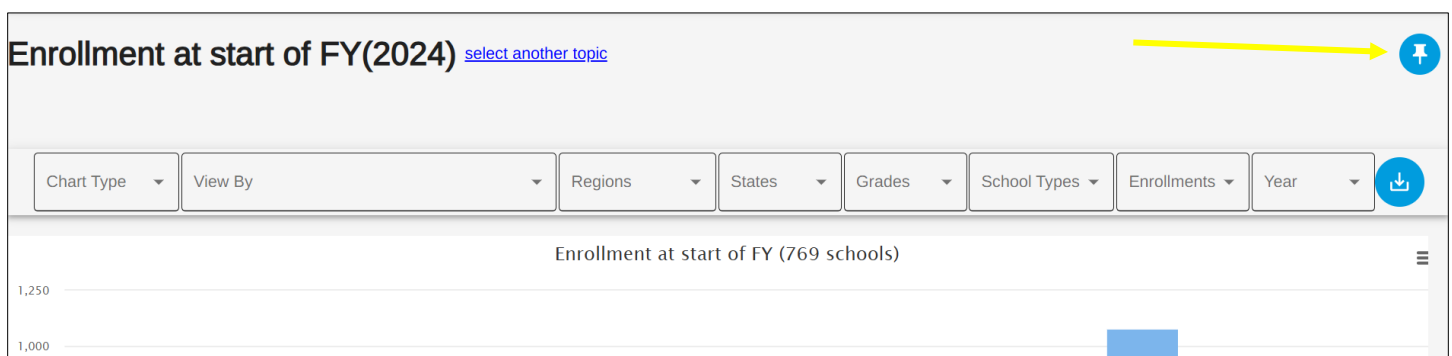 Enrollment at start of FY(2024) select another topic
Chart Type View By Regions States Grades School Types Enrollments Year
Enrollment at start of FY (769 schools)
1,250
1,000